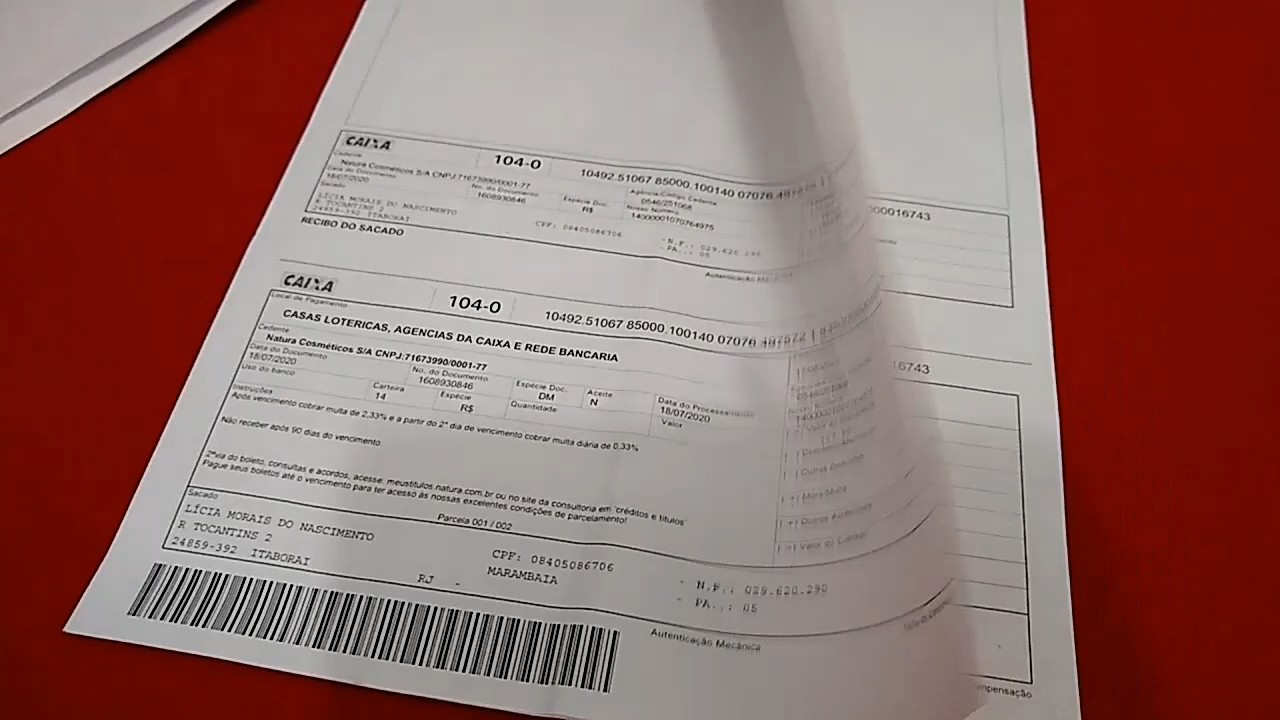 CAIXA 104-0 10492.51067 85000.100140 07076
Cedente
Natura Cosméticos S/A CNPJ:71673990/0001-77
Data do Documento No. do Documento Espécie Doc. Agência Código Cedente
18/07/2020 1608930846 R$ 0546/251068
Sacado Nosso Número
14000001070764975
LÍCIA MORAIS DO NASCIMENTO
R TOCANTINS 2 CPF: 08405086706 - N.F.: 029.620.290
24859-392 ITABORAI - PA.: 05
RECIBO DO SACADO
Autenticação
00016743
CAIXA 104-0 10492.51067 85000.100140 07076
16743
Local de Pagamento
CASAS LOTERICAS, AGENCIAS DA CAIXA E REDE BANCARIA
Cedente
Natura Cosméticos S/A CNPJ:71673990/0001-77
Data do Documento No. do Documento Espécie Doc. Aceite Data do Processamento
18/07/2020 1608930846 DM N 18/07/2020
Uso do banco Carteira Espécie Quantidade Valor
14 R$
Instruções
Após vencimento cobrar multa de 2,33% e a partir do 2° dia de vencimento cobrar multa diária de 0,33%
Não receber após 90 dias do vencimento
2ªvia do boleto, consultas e acordos, acesse: meustitulos.natura.com.br ou no site da consultoria em 'créditos e titulos'
Pague seus boletos até o vencimento para ter acesso às nossas excelentes condições de parcelamento!
Parcela 001 / 002
Sacado
LÍCIA MORAIS DO NASCIMENTO
R TOCANTINS 2 CPF: 08405086706 - N.F.: 029.620.290
24859-392 ITABORAI RJ - MARAMBAIA - PA..: 05
Autenticação Mecânica
mpensação